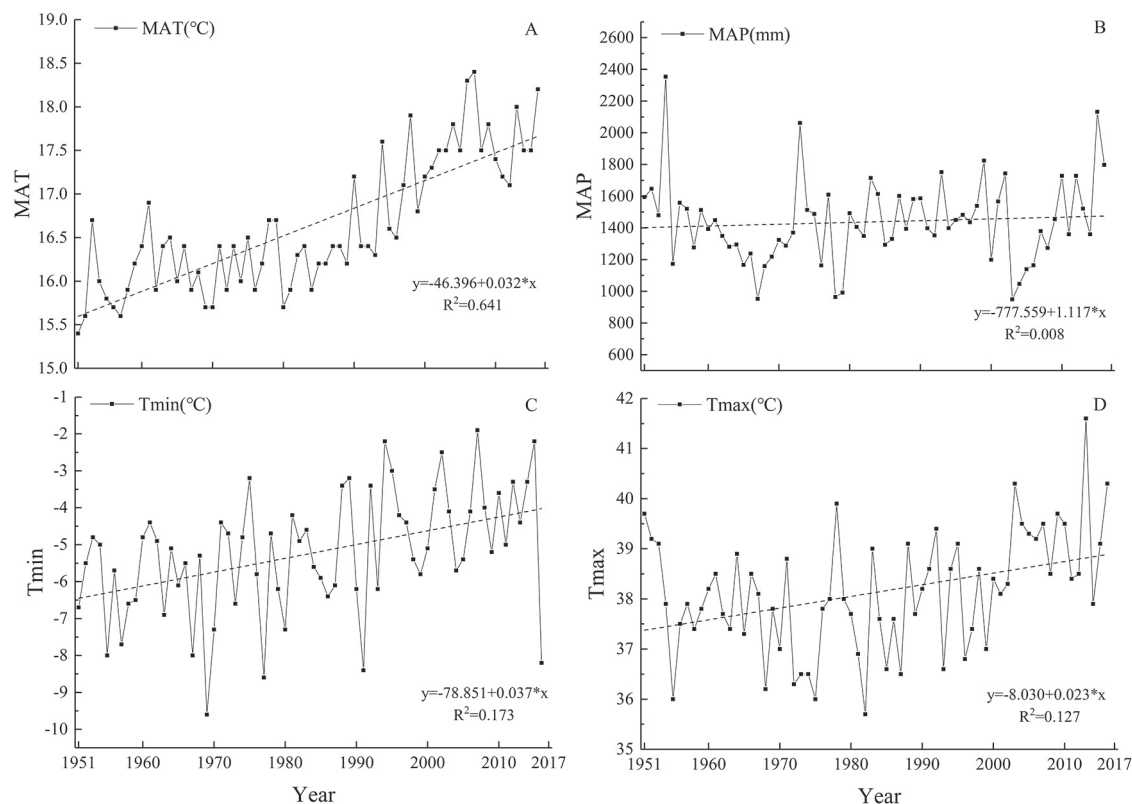 MAT(℃)
A
19.0
18.5
18.0
17.5
17.0
16.5
16.0
15.5
15.0
MAT
y=-46.396+0.032*x
R2=0.641
MAP(mm)
B
2600
2400
2200
2000
1800
1600
1400
1200
1000
800
600
MAP
y=-777.559+1.117*x
R2=0.008
Tmin(℃)
C
-1
-2
-3
-4
-5
-6
-7
-8
-9
-10
Tmin
y=-78.851+0.037*x
R2=0.173
1951 1960 1970 1980 1990 2000 2010 2017
Year
Tmax(℃)
D
42
41
40
39
38
37
36
35
Tmax
y=-8.030+0.023*x
R2=0.127
1951 1960 1970 1980 1990 2000 2010 2017
Year